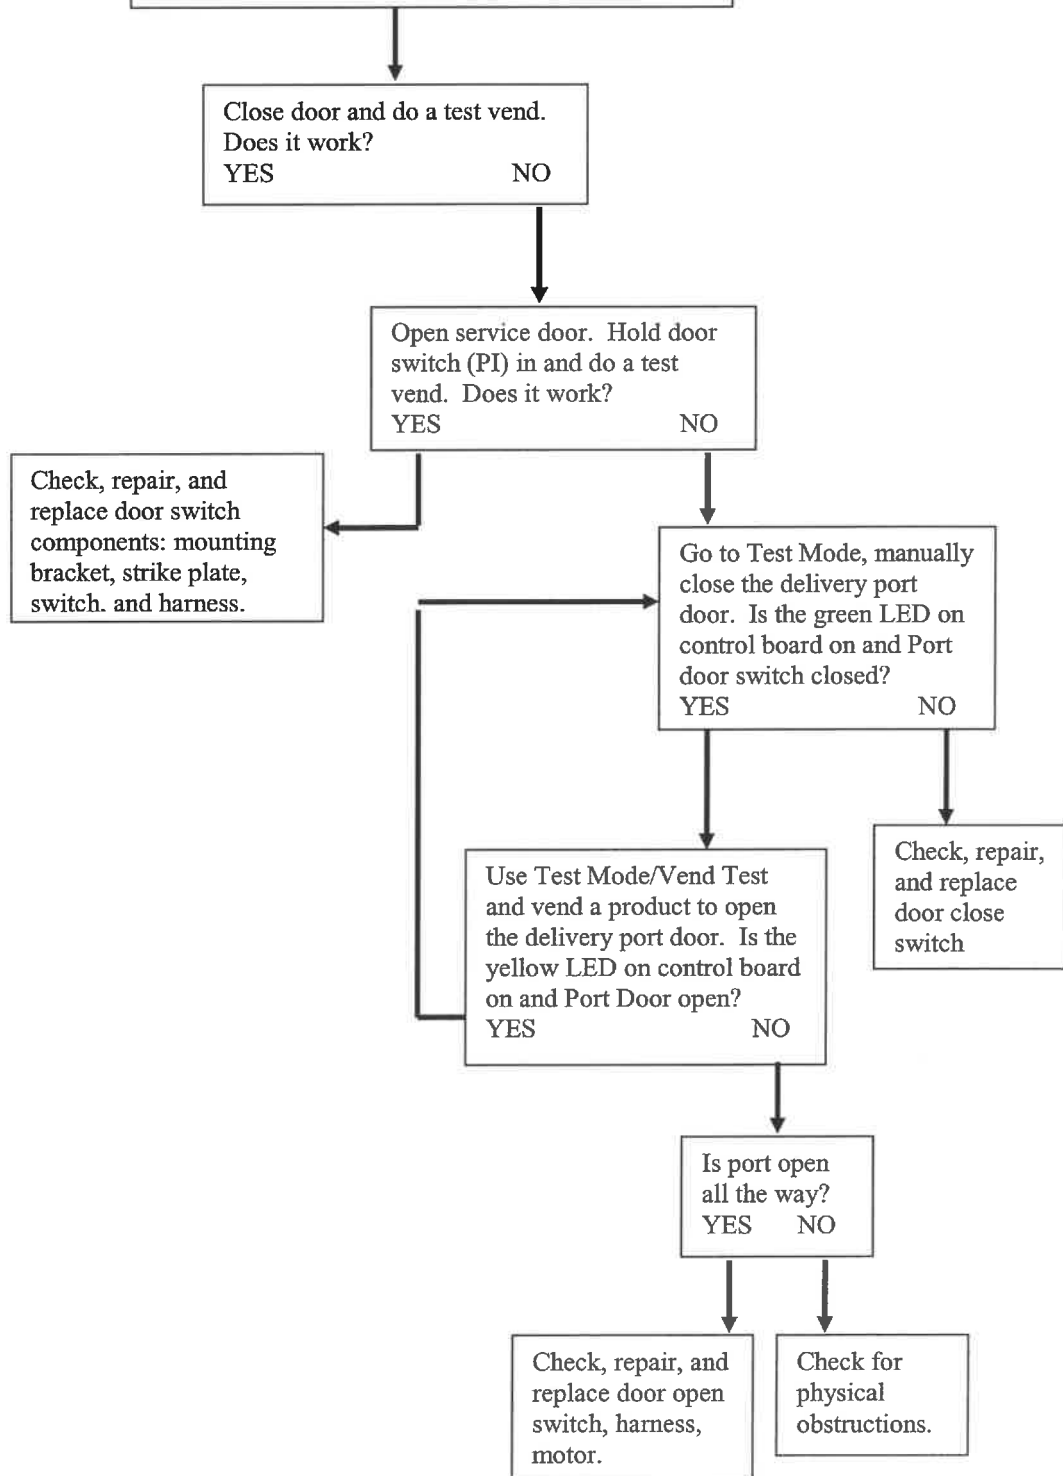 Close door and do a test vend.
Does it work?
YES NO
Open service door. Hold door
switch (PI) in and do a test
vend. Does it work?
YES NO
Check, repair, and
replace door switch
components: mounting
bracket, strike plate,
switch. and harness.
Go to Test Mode, manually
close the delivery port
door. Is the green LED on
control board on and Port
door switch closed?
YES NO
Use Test Mode/Vend Test
and vend a product to open
the delivery port door. Is the
yellow LED on control board
on and Port Door open?
YES NO
Check, repair,
and replace
door close
switch
Is port open
all the way?
YES NO
Check, repair, and
replace door open
switch, harness,
motor.
Check for
physical
obstructions.